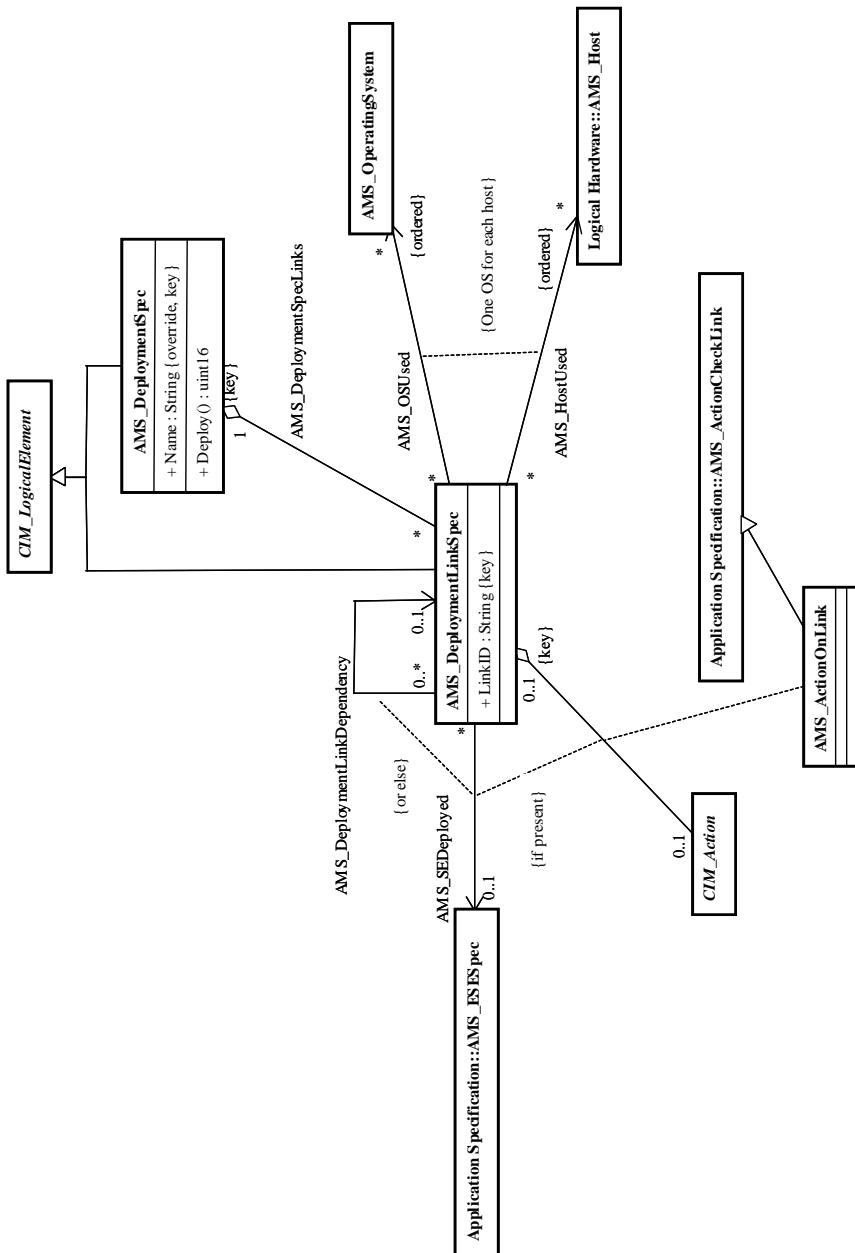 CIM_LogicalElement
AMS_DeploymentSpec
+ Name : String {override, key}
+ Deploy() : uint16
{key}
1
AMS_DeploymentSpecLinks
*
AMS_OperatingSystem
*
{ordered}
AMS_OSUsed
*
{One OS for each host}
Logical Hardware::AMS_Host
*
{ordered}
AMS_HostUsed
*
AMS_DeploymentLinkDependency
0..*
0..1
AMS_DeploymentLinkSpec
+ LinkID : String {key}
*
{or else}
AMS_SEDeployed
0..1
{if present}
Application Specification::AMS_ESESpec
0..1
{key}
0..1
CIM_Action
Application Specification::AMS_ActionCheckLink
AMS_ActionOnLink